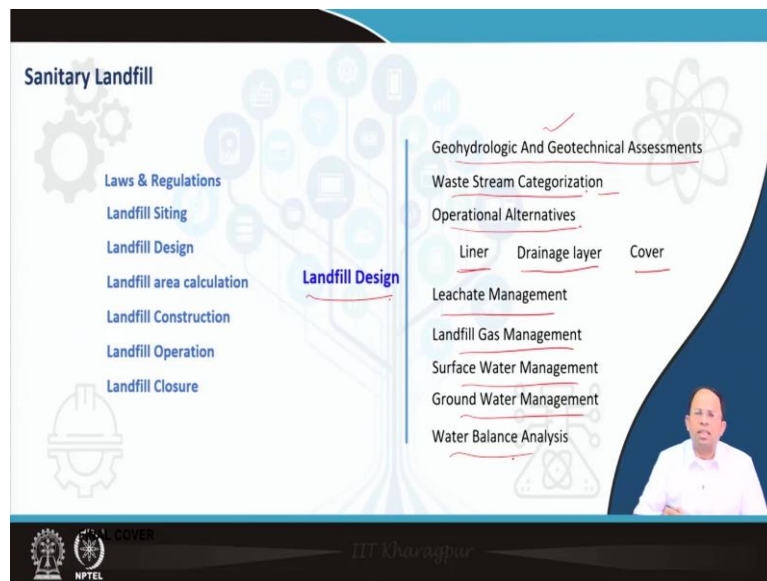 Sanitary Landfill
Laws & Regulations
Landfill Siting
Landfill Design
Landfill area calculation
Landfill Construction
Landfill Operation
Landfill Closure
Landfill Design
Geohydrologic And Geotechnical Assessments
Waste Stream Categorization
Operational Alternatives
Liner Drainage layer Cover
Leachate Management
Landfill Gas Management
Surface Water Management
Ground Water Management
Water Balance Analysis
COVER
NPTEL
IIT Kharagpur